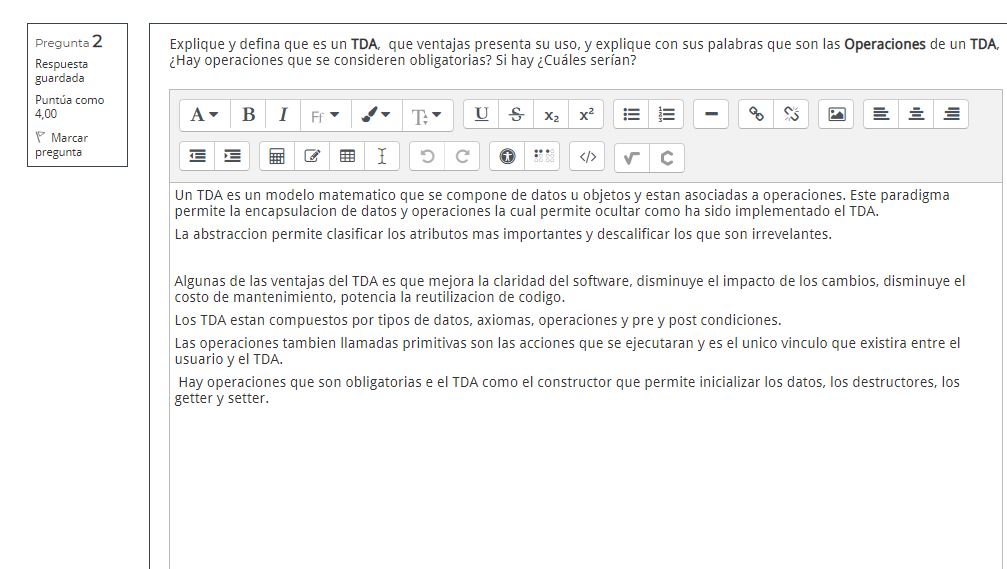 Pregunta 2
Respuesta
guardada
Puntúa como
4,00
Marcar
pregunta
Explique y defina que es un TDA, que ventajas presenta su uso, y explique con sus palabras que son las Operaciones de un TDA,
¿Hay operaciones que se consideren obligatorias? Si hay ¿Cuáles serían?
A B I Ff T U S x₂ x²
Un TDA es un modelo matematico que se compone de datos u objetos y estan asociadas a operaciones. Este paradigma
permite la encapsulacion de datos y operaciones la cual permite ocultar como ha sido implementado el TDA.
La abstraccion permite clasificar los atributos mas importantes y descalificar los que son irrevelantes.
Algunas de las ventajas del TDA es que mejora la claridad del software, disminuye el impacto de los cambios, disminuye el
costo de mantenimiento, potencia la reutilizacion de codigo.
Los TDA estan compuestos por tipos de datos, axiomas, operaciones y pre y post condiciones.
Las operaciones tambien llamadas primitivas son las acciones que se ejecutaran y es el unico vinculo que existira entre el
usuario y el TDA.
Hay operaciones que son obligatorias e el TDA como el constructor que permite inicializar los datos, los destructores, los
getter y setter.